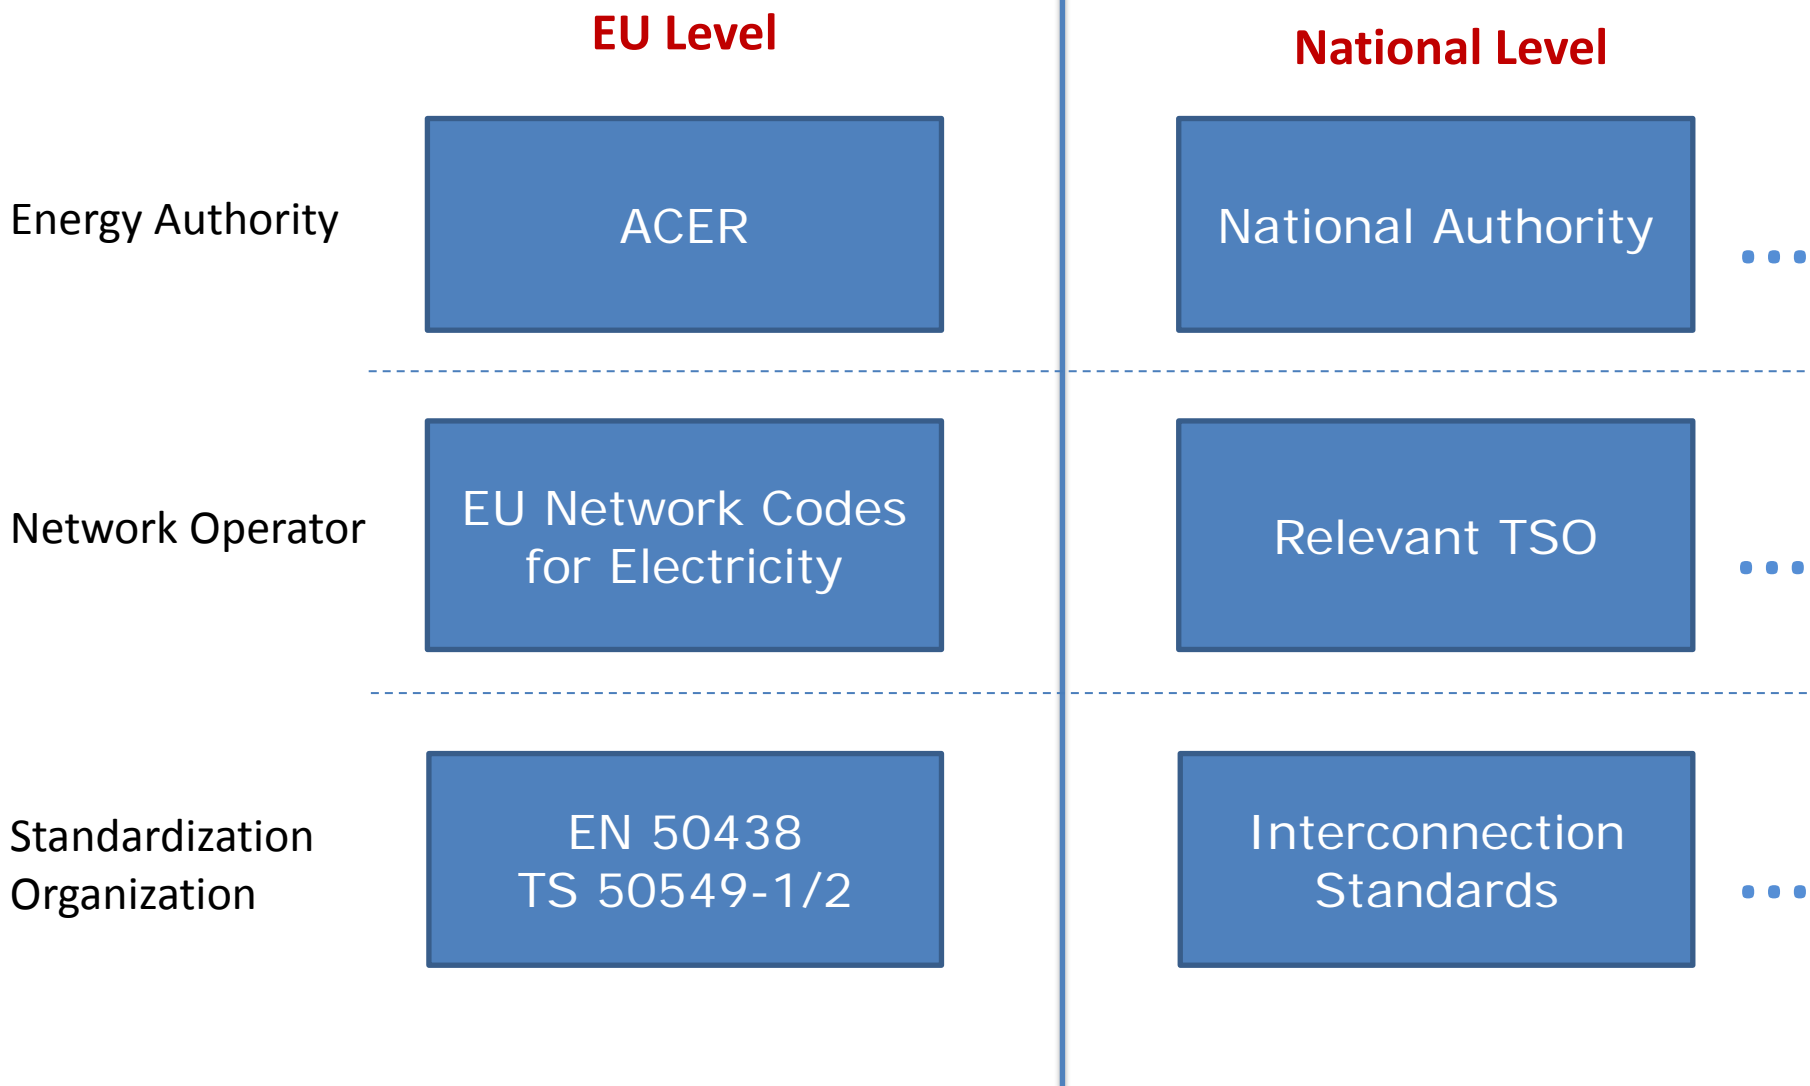 EU Level
National Level
Energy Authority
ACER
National Authority
...
Network Operator
EU Network Codes
for Electricity
Relevant TSO
...
Standardization
Organization
EN 50438
TS 50549-1/2
Interconnection
Standards
...